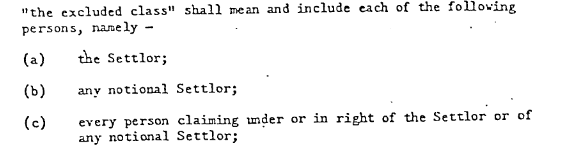 "the excluded class" shall mean and include each of the following
persons, namely -
(a) the Settlor;
(b) any notional Settlor;
(c) every person claiming under or in right of the Settlor or of
any notional Settlor;